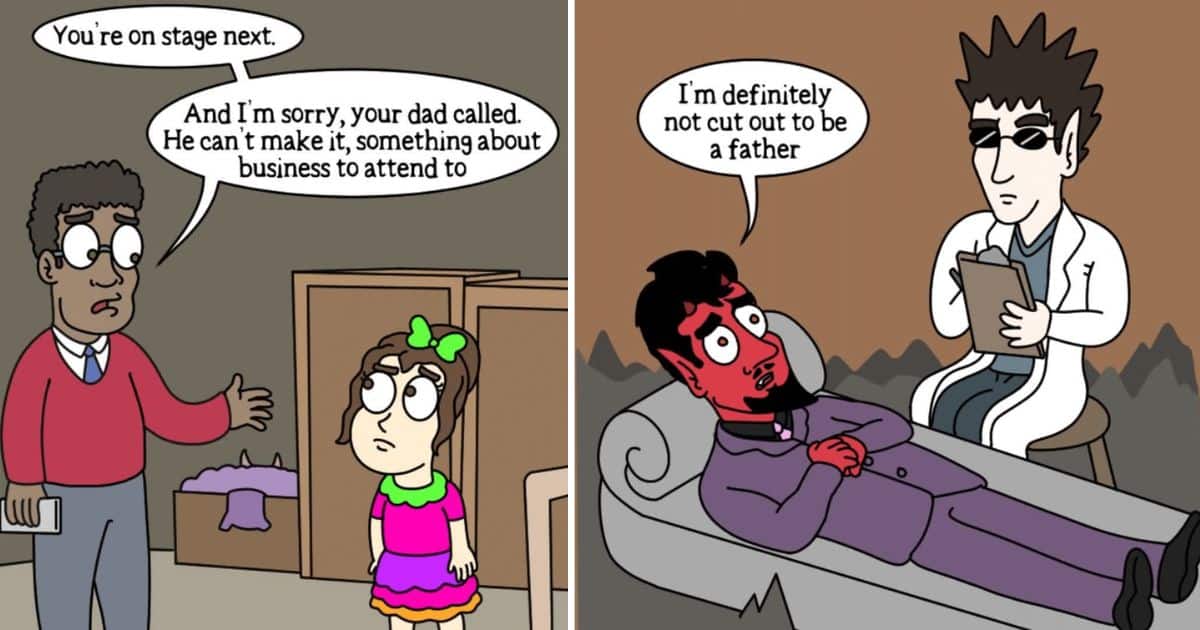 You're on stage next.
And I'm sorry, your dad called.
He can't make it, something about
business to attend to
I'm definitely
not cut out to be
a father